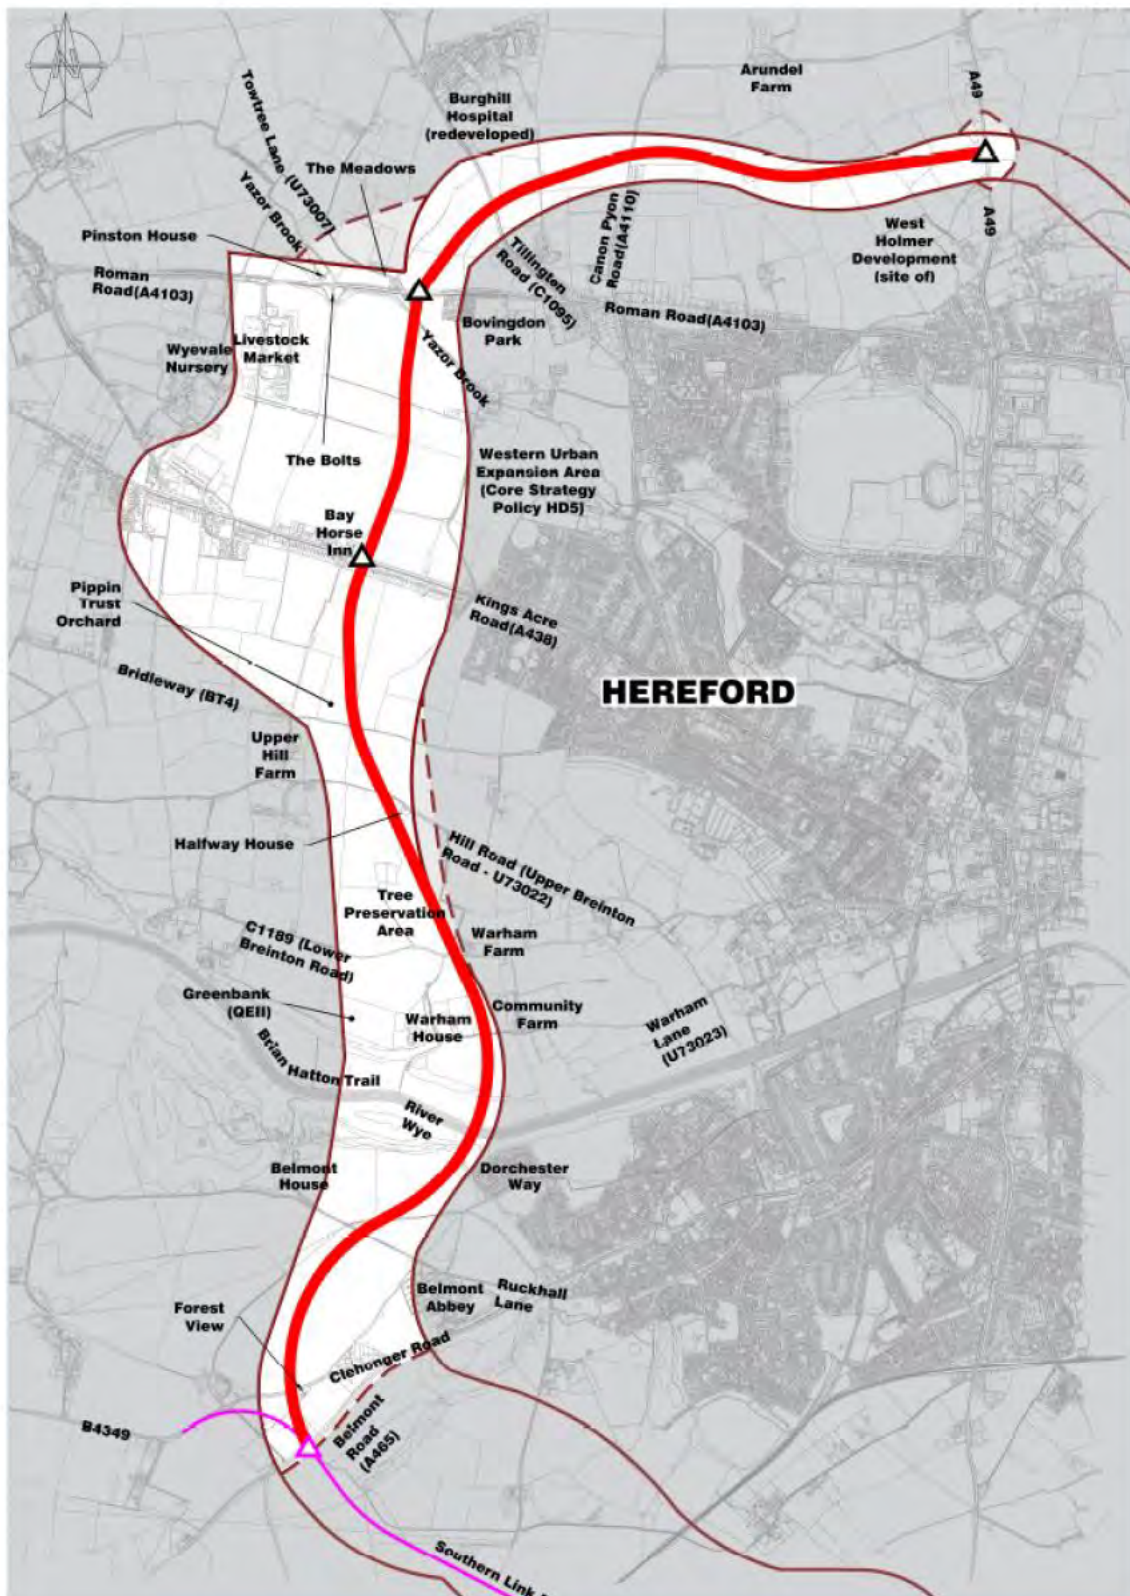 N
Towtree Lane (U73007)
Yazor Brook
The Meadows
Burghill
Hospital
(redeveloped)
Arundel
Farm
A49
Pinston House
Roman
Road(A4103)
Tillington
Road (C1095)
Canon Pyon
Road(A4110)
West
Holmer
Development
(site of)
A49
Roman Road(A4103)
Bovingdon
Park
Livestock
Market
Wyevale
Nursery
Yazor Brook
The Bolts
Western Urban
Expansion Area
(Core Strategy
Policy HD5)
Bay
Horse
Inn
Pippin
Trust
Orchard
Kings Acre
Road(A438)
Bridleway (BT4)
HEREFORD
Upper
Hill
Farm
Halfway House
Hill Road (Upper Breinton
Road - U73022)
Tree
Preservation
Area
Warham
Farm
C1189 (Lower
Breinton Road)
Greenbank
(QEII)
Community
Farm
Warham
House
Warham
Lane
(U73023)
Brian Hatton Trail
River
Wye
Belmont
House
Dorchester
Way
Belmont
Abbey
Ruckhall
Lane
Forest
View
Clehonger Road
B4349
Belmont
Road
(A465)
Southern Link